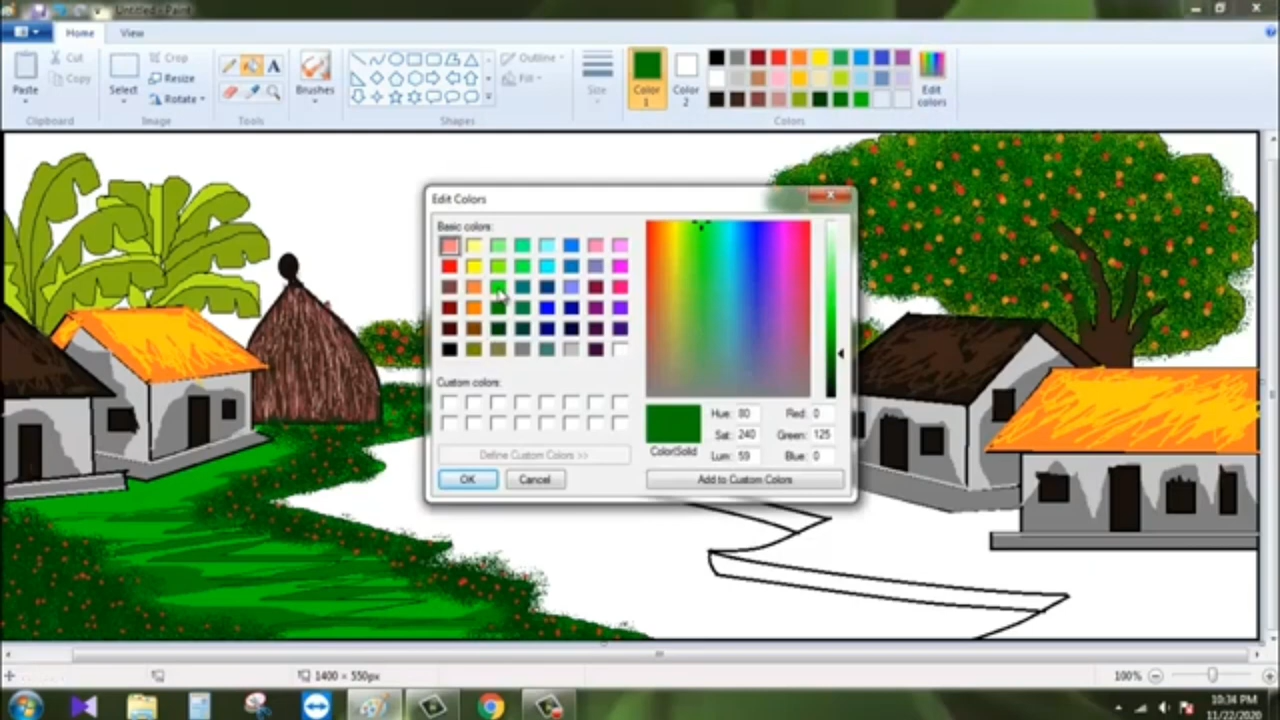 Untitled - Paint
Home View
Paste
Cut
Copy
Clipboard
Select
Crop
Resize
Rotate
Image
A
Tools
Brushes
Outline
Fill
Shapes
Size
Color 1
Color 2
Edit colors
Colors
Edit Colors
Basic colors:
Custom colors:
Define Custom Colors >>
OK Cancel
Color|Solid
Hue: 80 Red: 0
Sat: 240 Green: 125
Lum: 59 Blue: 0
Add to Custom Colors
1400 × 550px
100%
10:34 PM
11/22/2020